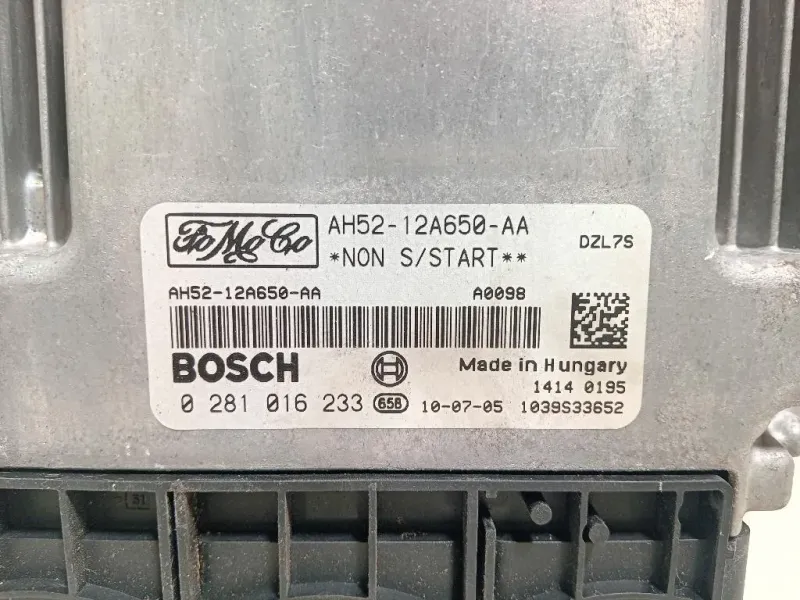 FoMoCo
AH52-12A650-AA
*NON S/START**
DZL7S
AH52-12A650-AA
A0098
BOSCH
Made in Hungary
1414 0195
0 281 016 233 658 10-07-05 1039S33652
S1